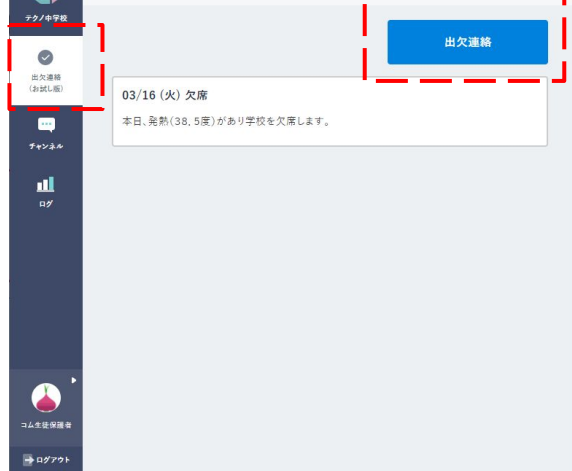 テクノ中学校
出欠連絡
(お試し版)
チャンネル
ログ
コム生徒保護者
ログアウト
出欠連絡
03/16 (火) 欠席
本日、発熱(38.5度)があり学校を欠席します。